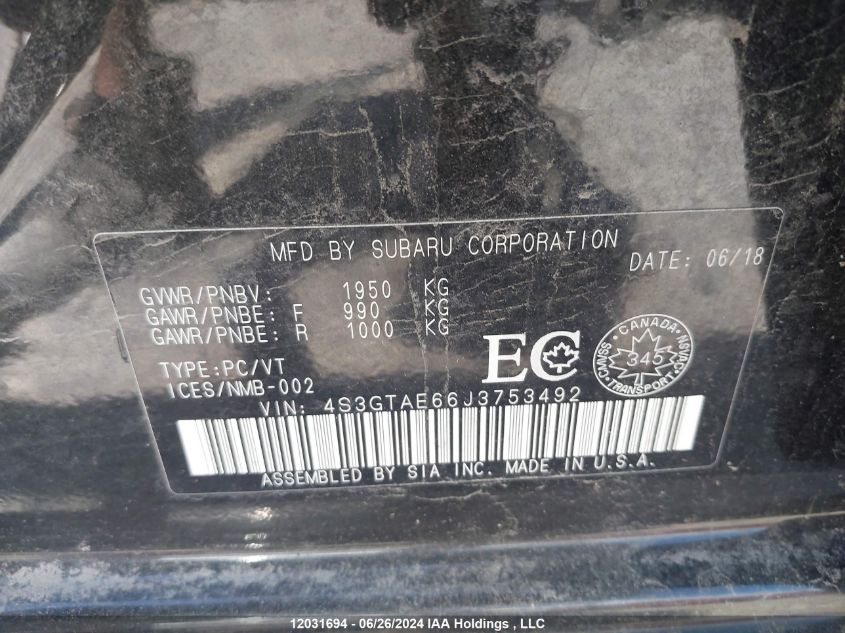 MFD BY SUBARU CORPORATION
DATE: 06/18
GVWR/PNBV: 1950 KG
GAWR/PNBE: F 990 KG
GAWR/PNBE: R 1000 KG
TYPE:PC/VT
ICES/NMB-002
EC
CANADA
CMVSS 345 NSVAC
TRANSPORT
VIN: 4S3GTAE66J3753492
ASSEMBLED BY SIA INC. MADE IN U.S.A.
12031694 - 06/26/2024 IAA Holdings , LLC